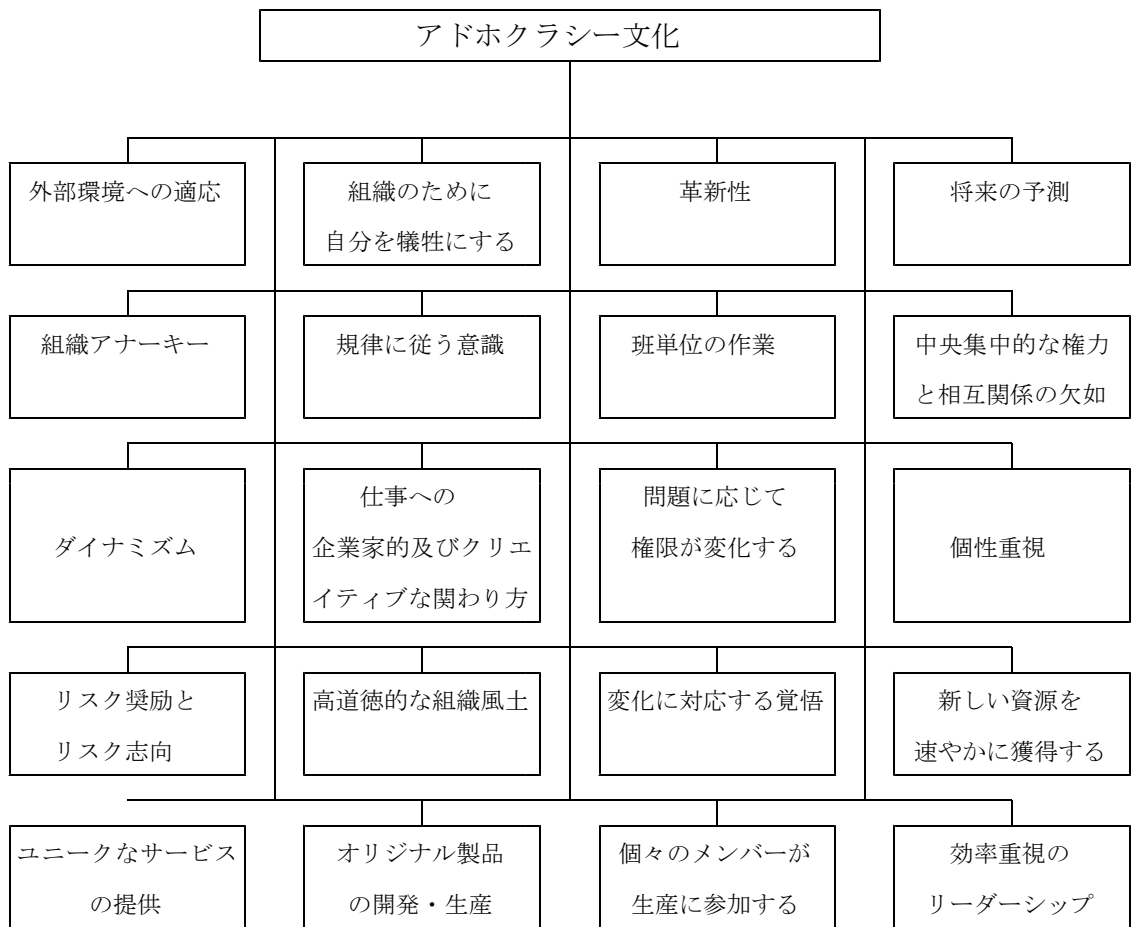 アドホクラシー文化
外部環境への適応
組織のために
自分を犠牲にする
革新性
将来の予測
組織アナーキー
規律に従う意識
班単位の作業
中央集中的な権力
と相互関係の欠如
ダイナミズム
仕事への
企業家的及びクリエ
イティブな関わり方
問題に応じて
権限が変化する
個性重視
リスク奨励と
リスク志向
高道徳的な組織風土
変化に対応する覚悟
新しい資源を
速やかに獲得する
ユニークなサービス
の提供
オリジナル製品
の開発・生産
個々のメンバーが
生産に参加する
効率重視の
リーダーシップ